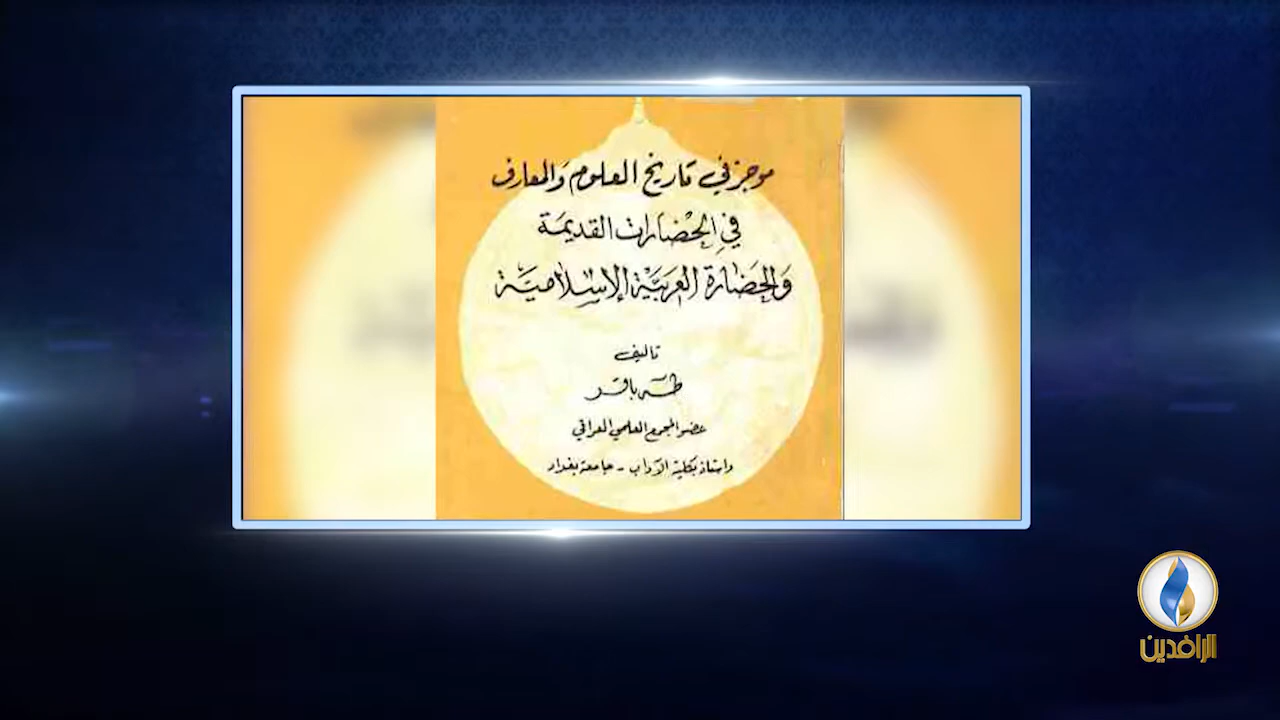 موجز في تاريخ العلوم والمعارف
في الحضارات القديمة
والحضارة العربية الإسلامية
تأليف
طه باقر
عضو المجمع العلمي العراقي
واستاذ بكلية الآداب - جامعة بغداد
الرافدين